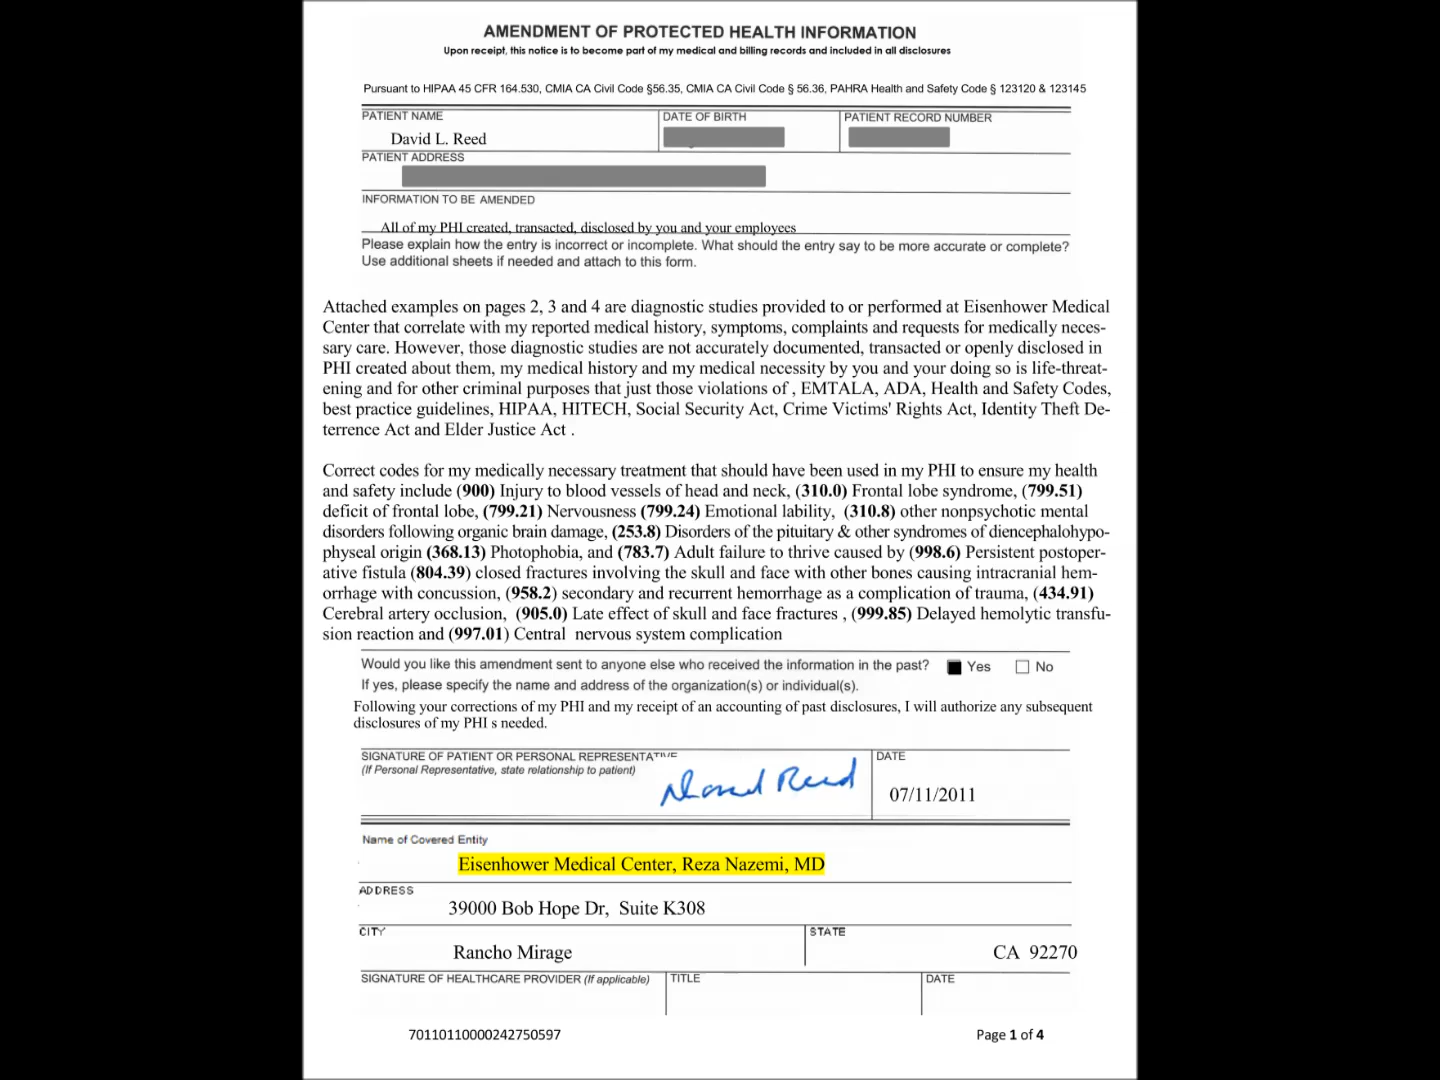 AMENDMENT OF PROTECTED HEALTH INFORMATION
Upon receipt, this notice is to become part of my medical and billing records and included in all disclosures
Pursuant to HIPAA 45 CFR 164.530, CMIA CA Civil Code §56.35, CMIA CA Civil Code § 56.36, PAHRA Health and Safety Code § 123120 & 123145
PATIENT NAME
David L. Reed
DATE OF BIRTH
PATIENT RECORD NUMBER
PATIENT ADDRESS
INFORMATION TO BE AMENDED
All of my PHI created, transacted, disclosed by you and your employees
Please explain how the entry is incorrect or incomplete. What should the entry say to be more accurate or complete?
Use additional sheets if needed and attach to this form.
Attached examples on pages 2, 3 and 4 are diagnostic studies provided to or performed at Eisenhower Medical
Center that correlate with my reported medical history, symptoms, complaints and requests for medically neces-
sary care. However, those diagnostic studies are not accurately documented, transacted or openly disclosed in
PHI created about them, my medical history and my medical necessity by you and your doing so is life-threat-
ening and for other criminal purposes that just those violations of , EMTALA, ADA, Health and Safety Codes,
best practice guidelines, HIPAA, HITECH, Social Security Act, Crime Victims' Rights Act, Identity Theft De-
terrence Act and Elder Justice Act .
Correct codes for my medically necessary treatment that should have been used in my PHI to ensure my health
and safety include (900) Injury to blood vessels of head and neck, (310.0) Frontal lobe syndrome, (799.51)
deficit of frontal lobe, (799.21) Nervousness (799.24) Emotional lability, (310.8) other nonpsychotic mental
disorders following organic brain damage, (253.8) Disorders of the pituitary & other syndromes of diencephalohypo-
physeal origin (368.13) Photophobia, and (783.7) Adult failure to thrive caused by (998.6) Persistent postoper-
ative fistula (804.39) closed fractures involving the skull and face with other bones causing intracranial hem-
orrhage with concussion, (958.2) secondary and recurrent hemorrhage as a complication of trauma, (434.91)
Cerebral artery occlusion, (905.0) Late effect of skull and face fractures , (999.85) Delayed hemolytic transfu-
sion reaction and (997.01) Central nervous system complication
Would you like this amendment sent to anyone else who received the information in the past? Yes No
If yes, please specify the name and address of the organization(s) or individual(s).
Following your corrections of my PHI and my receipt of an accounting of past disclosures, I will authorize any subsequent
disclosures of my PHI s needed.
SIGNATURE OF PATIENT OR PERSONAL REPRESENTATIVE
(If Personal Representative, state relationship to patient)
David Reed
DATE
07/11/2011
Name of Covered Entity
Eisenhower Medical Center, Reza Nazemi, MD
ADDRESS
39000 Bob Hope Dr, Suite K308
CITY
Rancho Mirage
STATE
CA 92270
SIGNATURE OF HEALTHCARE PROVIDER (If applicable)
TITLE
DATE
70110110000242750597
Page 1 of 4